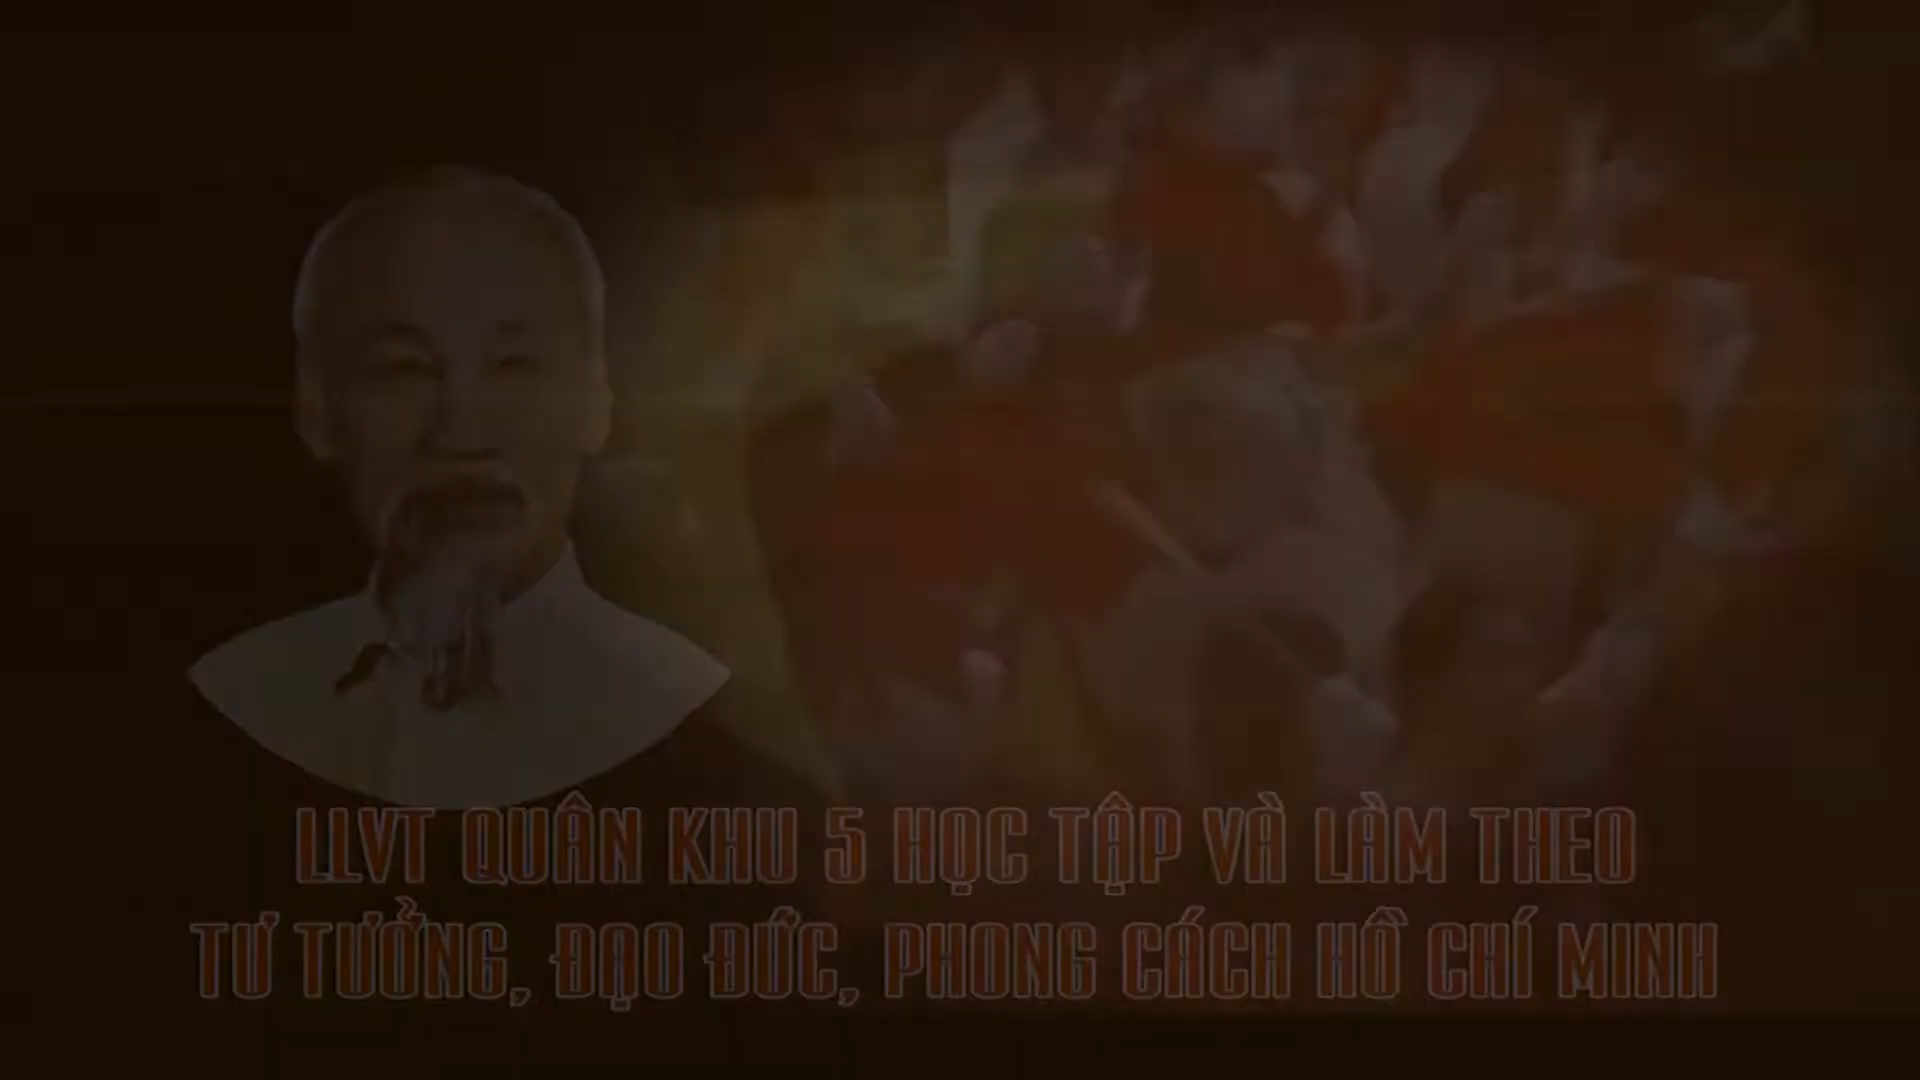 LLVT QUÂN KHU 5 HỌC TẬP VÀ LÀM THEO
TƯ TƯỞNG, ĐẠO ĐỨC, PHONG CÁCH HỒ CHÍ MINH